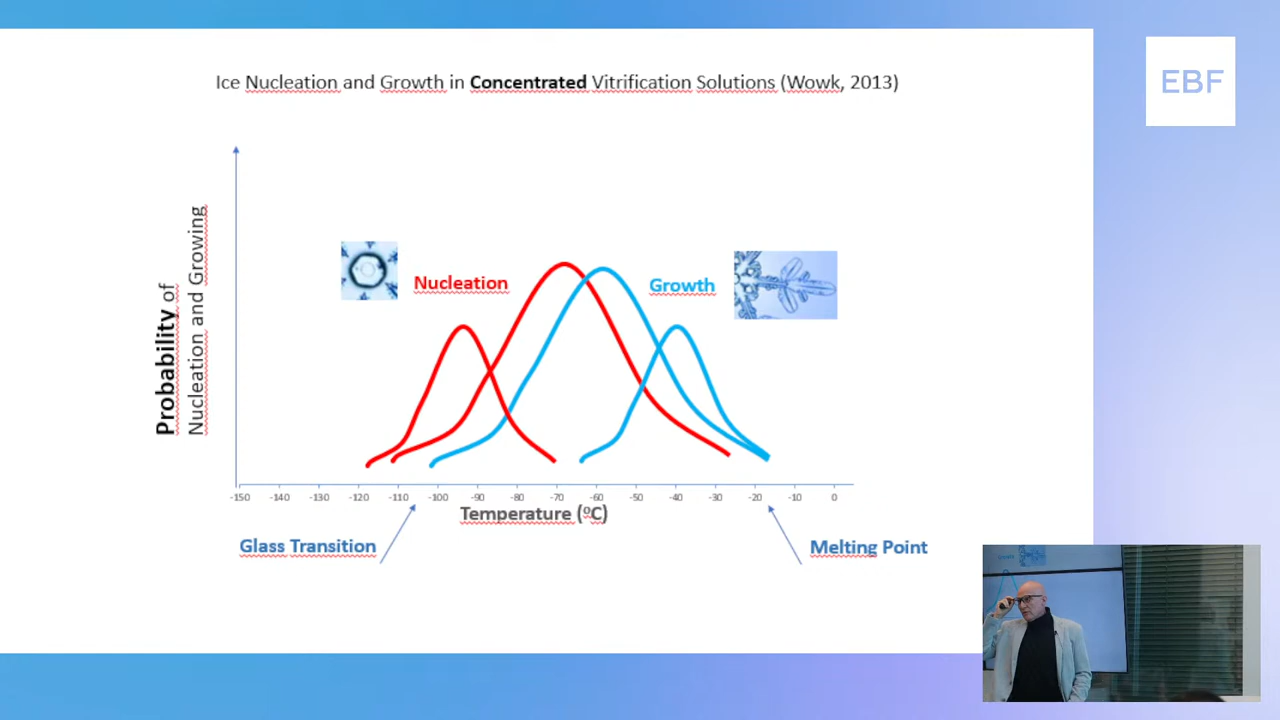 Ice Nucleation and Growth in Concentrated Vitrification Solutions (Wowk, 2013)
EBF
Probability of
Nucleation and Growing
Nucleation
Growth
-150 -140 -130 -120 -110 -100 -90 -80 -70 -60 -50 -40 -30 -20 -10 0
Temperature (ºC)
Glass Transition
Melting Point